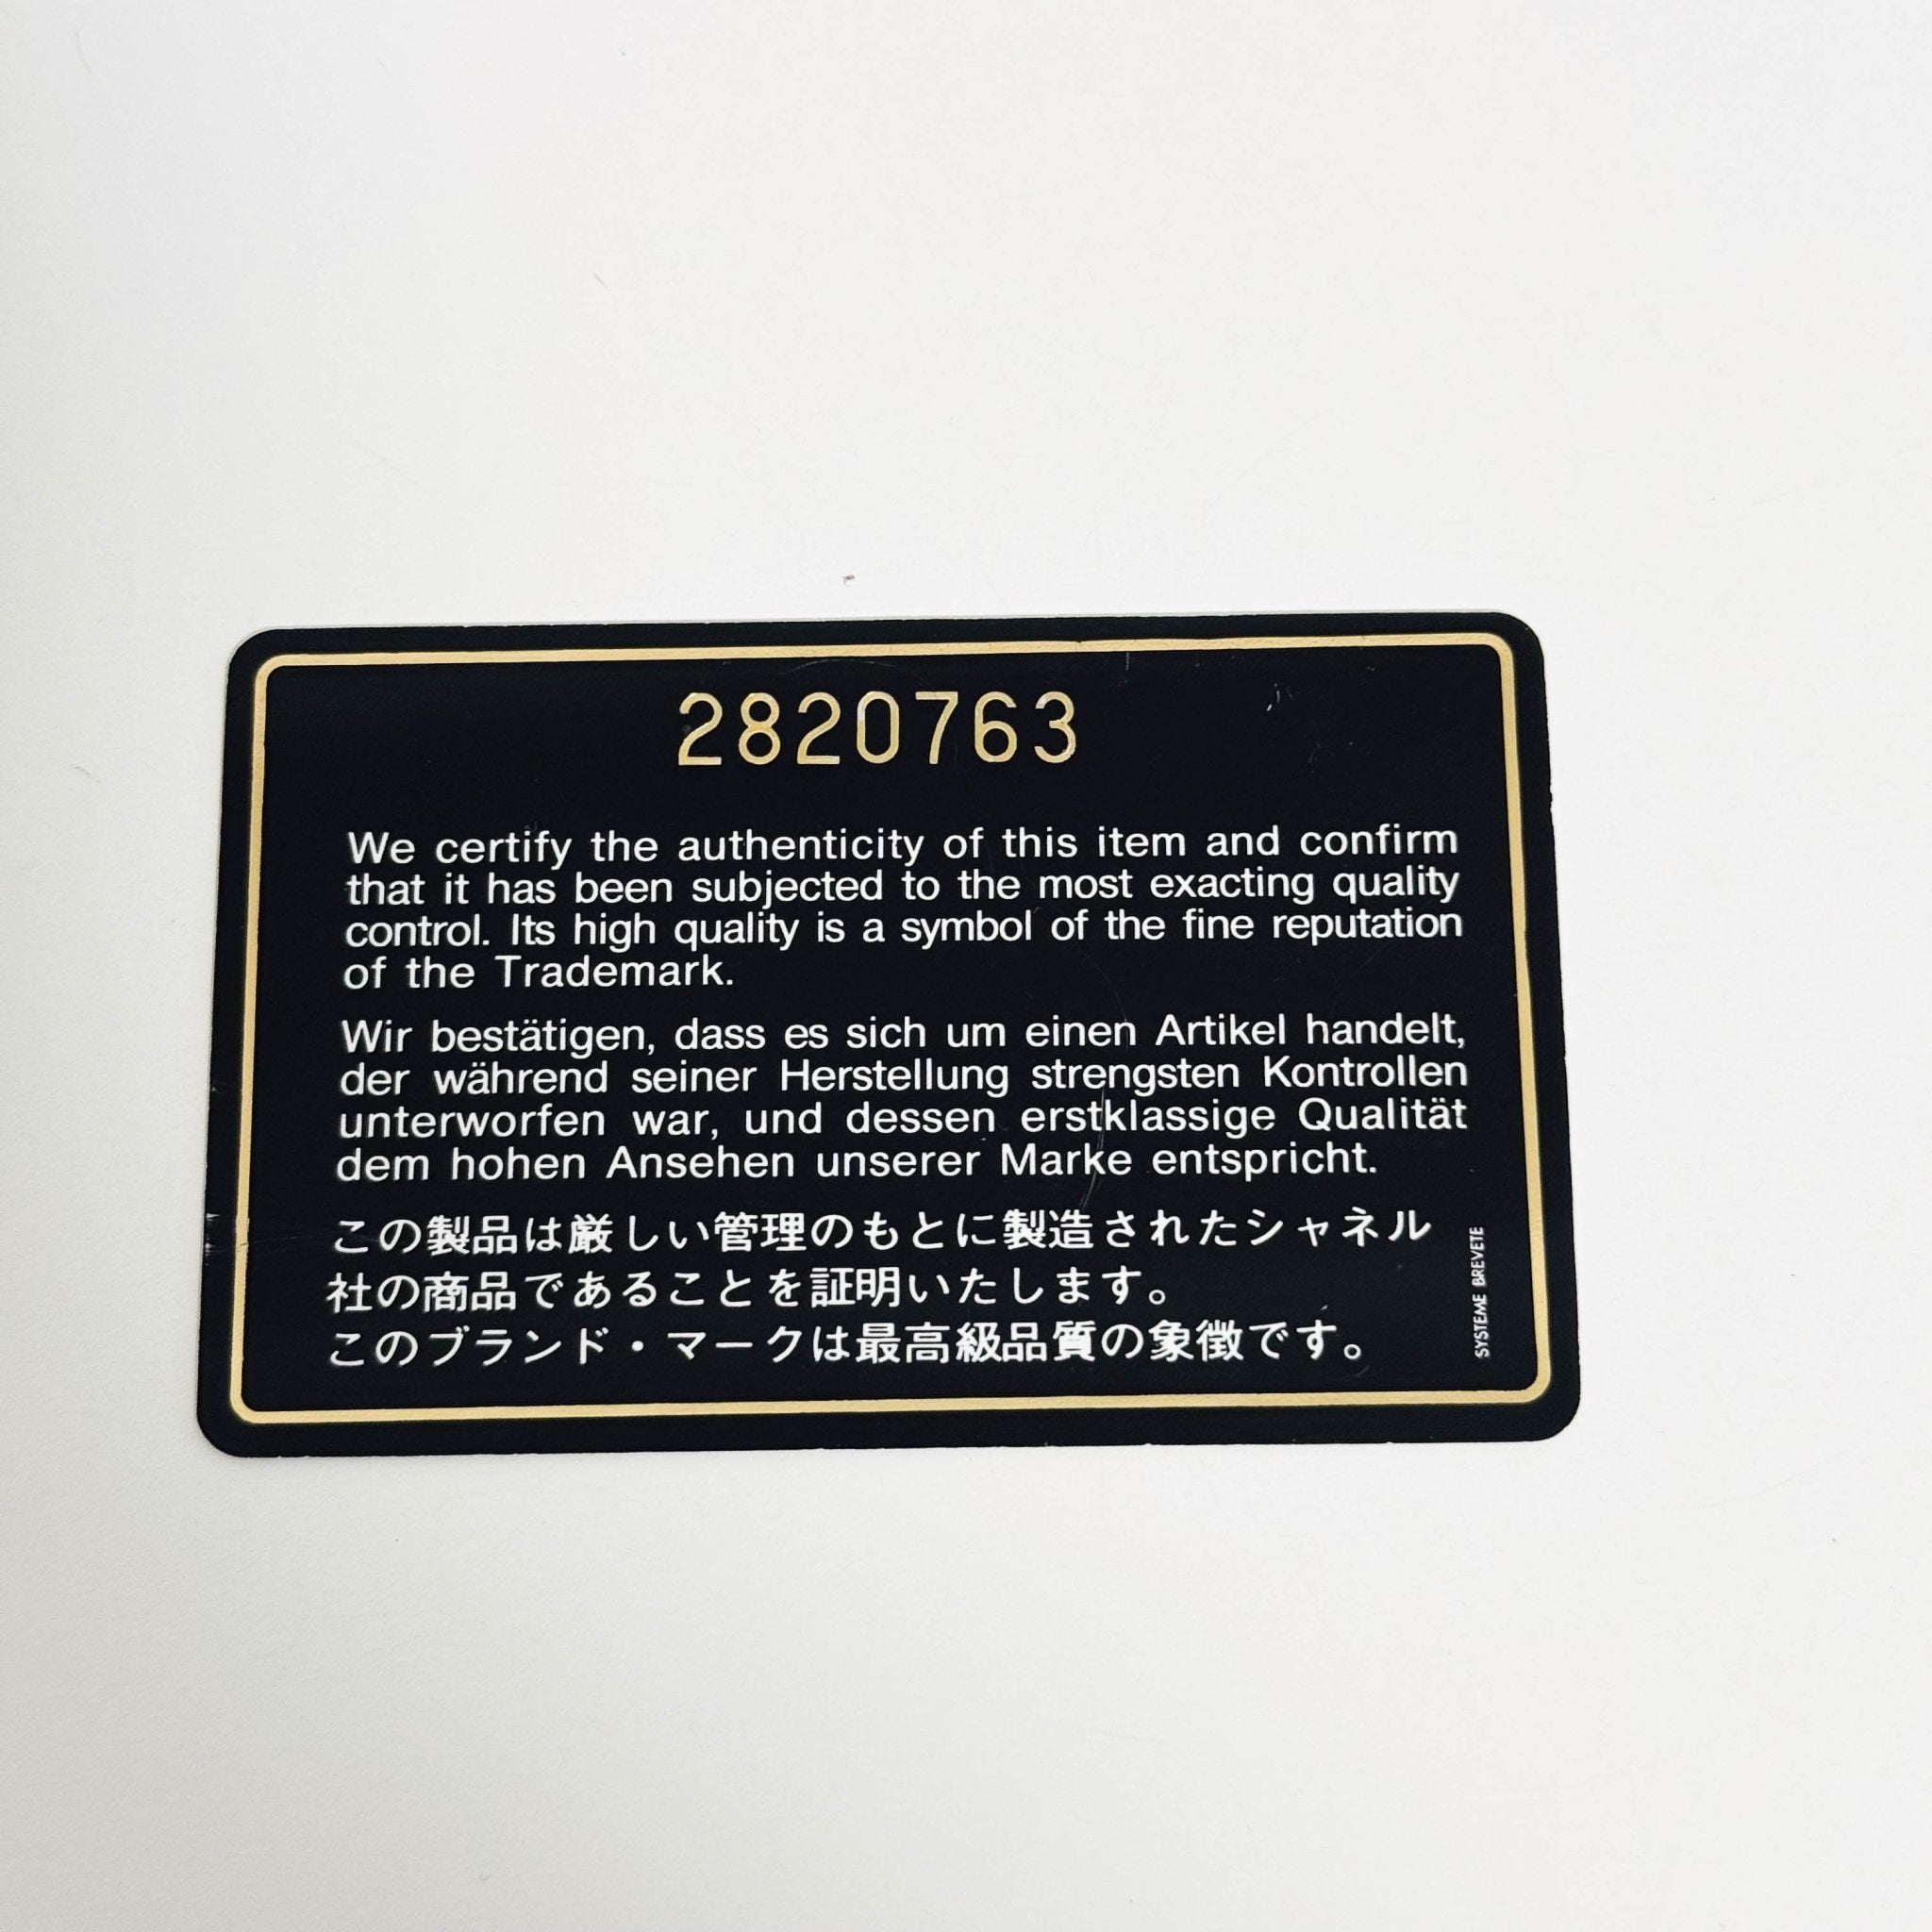 2820763
We certify the authenticity of this item and confirm
that it has been subjected to the most exacting quality
control. Its high quality is a symbol of the fine reputation
of the Trademark.
Wir bestätigen, dass es sich um einen Artikel handelt,
der während seiner Herstellung strengsten Kontrollen
unterworfen war, und dessen erstklassige Qualität
dem hohen Ansehen unserer Marke entspricht.
この製品は厳しい管理のもとに製造されたシャネル
社の商品であることを証明いたします。
このブランド・マークは最高級品質の象徴です。
SYSTEME BREVETE